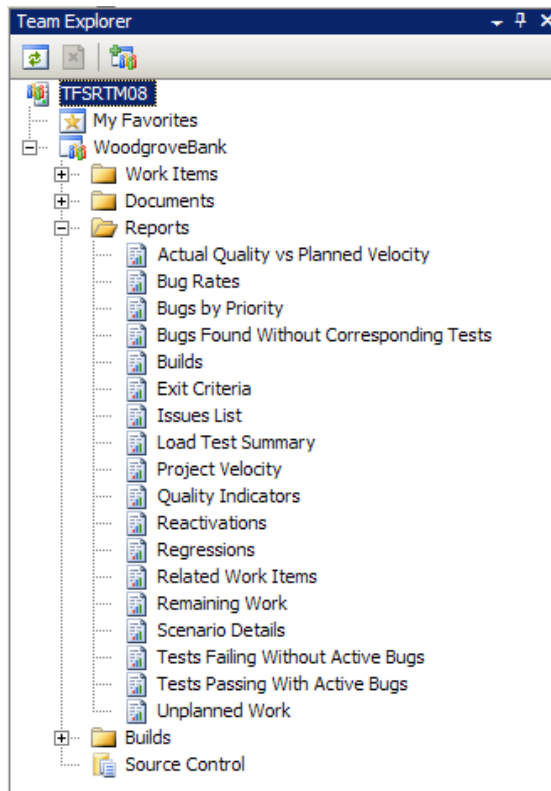 Team Explorer
TFSRTM08
My Favorites
WoodgroveBank
Work Items
Documents
Reports
Actual Quality vs Planned Velocity
Bug Rates
Bugs by Priority
Bugs Found Without Corresponding Tests
Builds
Exit Criteria
Issues List
Load Test Summary
Project Velocity
Quality Indicators
Reactivations
Regressions
Related Work Items
Remaining Work
Scenario Details
Tests Failing Without Active Bugs
Tests Passing With Active Bugs
Unplanned Work
Builds
Source Control